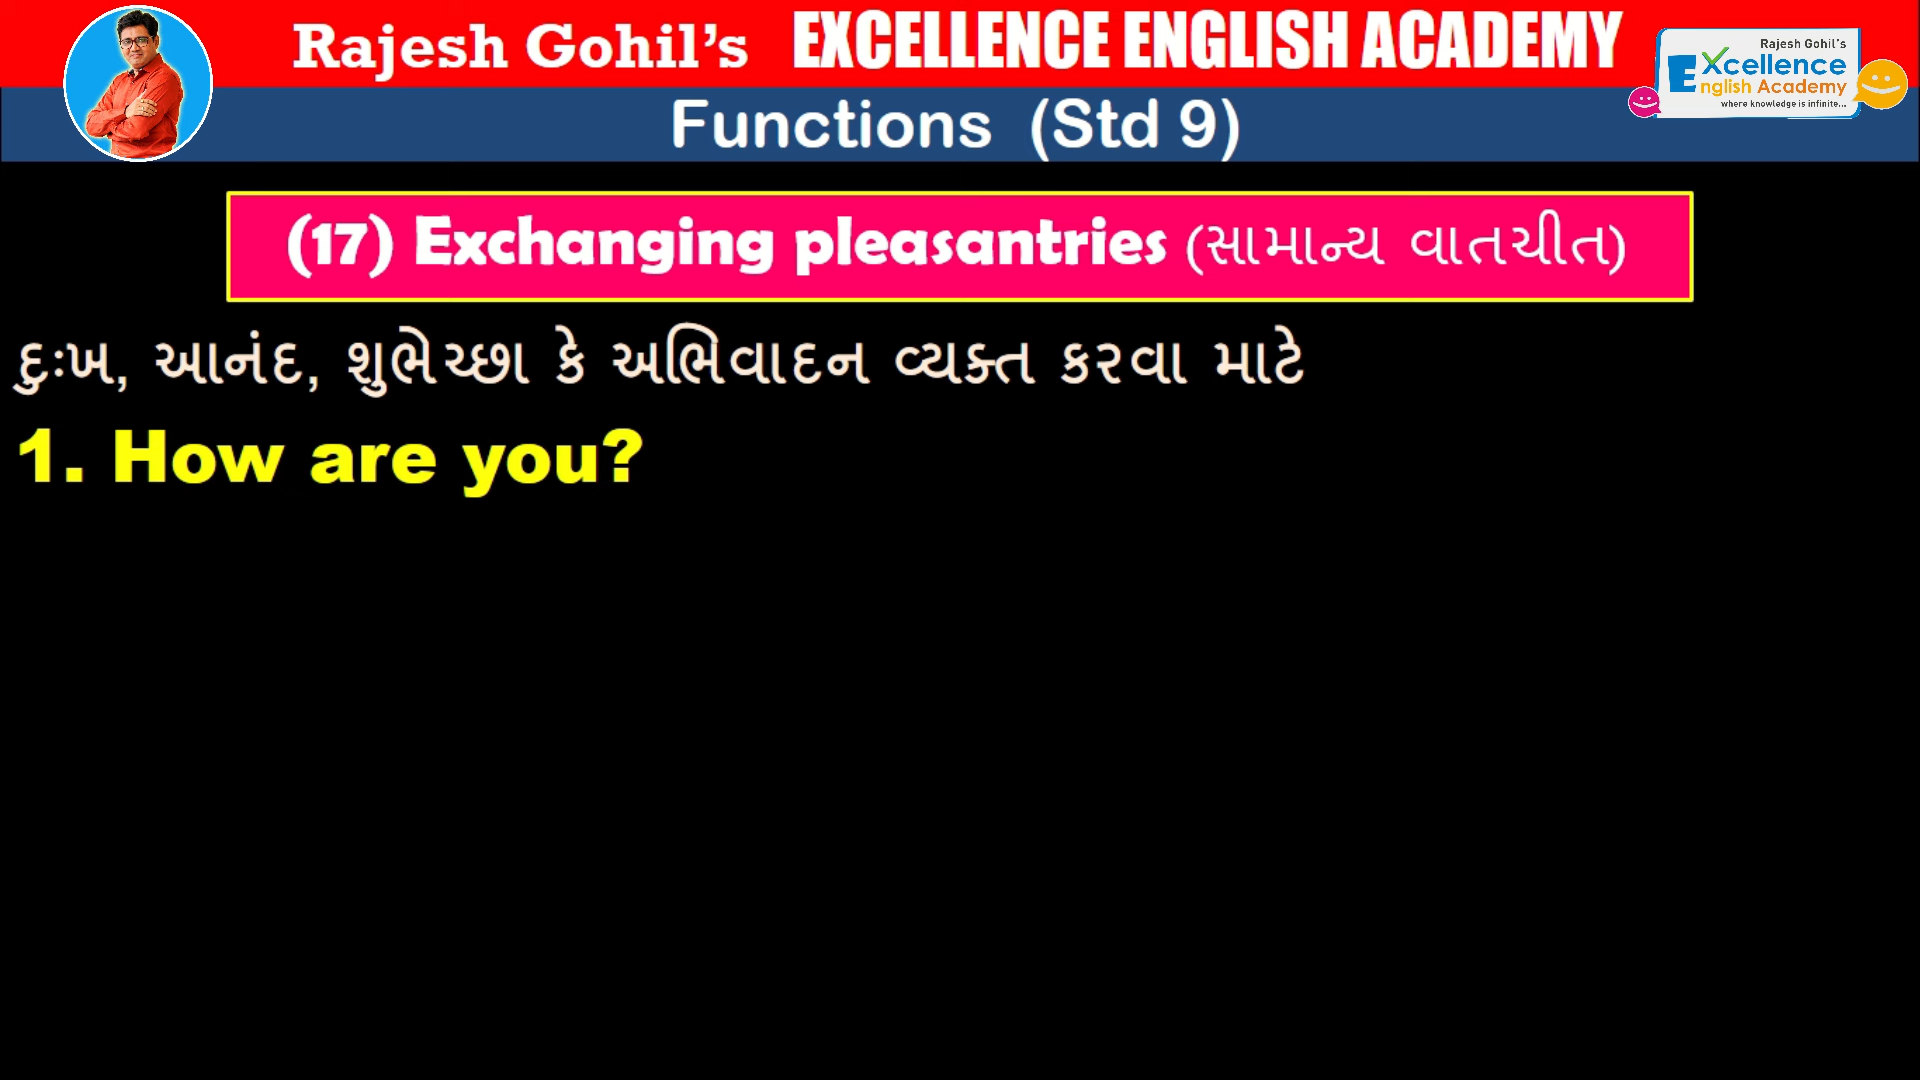 Rajesh Gohil's EXCELLENCE ENGLISH ACADEMY
Rajesh Gohil's
Excellence
English Academy
where knowledge is infinite...
Functions (Std 9)
(17) Exchanging pleasantries (સામાન્ય વાતચીત)
દુઃખ, આનંદ, શુભેચ્છા કે અભિવાદન વ્યક્ત કરવા માટે
1. How are you?